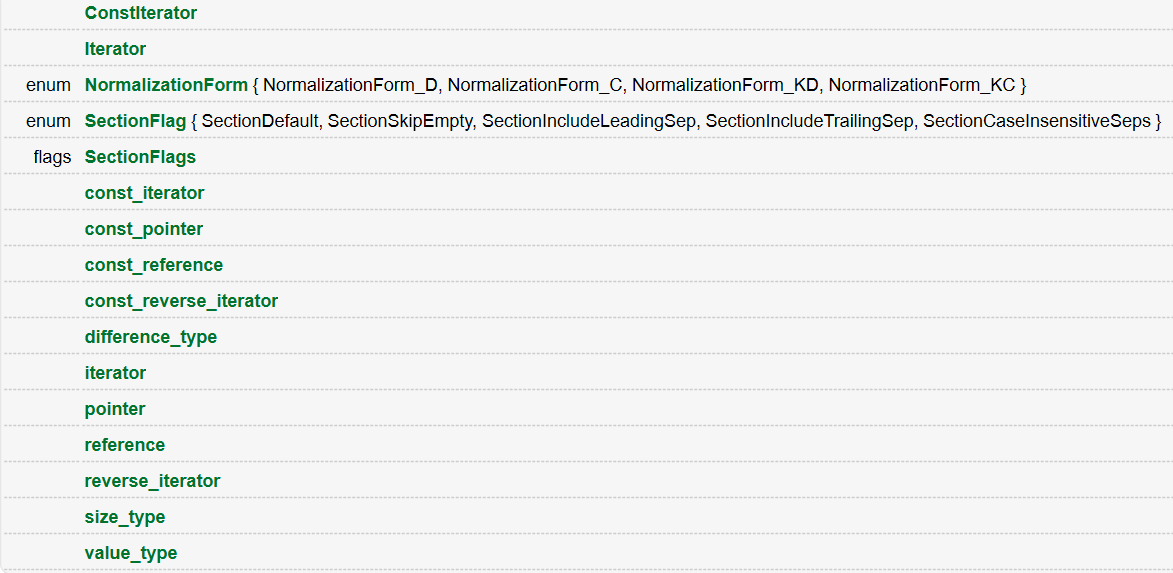 ConstIterator
Iterator
enum NormalizationForm { NormalizationForm_D, NormalizationForm_C, NormalizationForm_KD, NormalizationForm_KC }
enum SectionFlag { SectionDefault, SectionSkipEmpty, SectionIncludeLeadingSep, SectionIncludeTrailingSep, SectionCaseInsensitiveSeps }
flags SectionFlags
const_iterator
const_pointer
const_reference
const_reverse_iterator
difference_type
iterator
pointer
reference
reverse_iterator
size_type
value_type